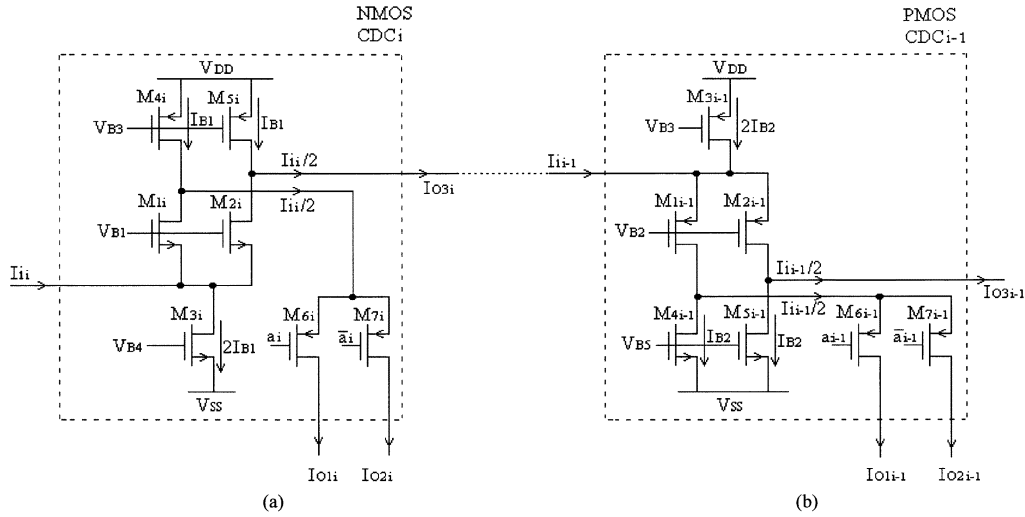 NMOS
CDCi
VDD
M4i
M5i
VB3
IB1
IB1
Iii/2
IO3i
Iii/2
M1i
M2i
VB1
Iii
M3i
VB4
2IB1
VSS
M6i
M7i
ai
a̅i
IO1i
IO2i
(a)
PMOS
CDCi-1
VDD
M3i-1
VB3
2IB2
Iii-1
M1i-1
M2i-1
VB2
Iii-1/2
IO3i-1
Iii-1/2
M4i-1
M5i-1
VB5
IB2
IB2
VSS
M6i-1
M7i-1
ai-1
a̅i-1
IO1i-1
IO2i-1
(b)